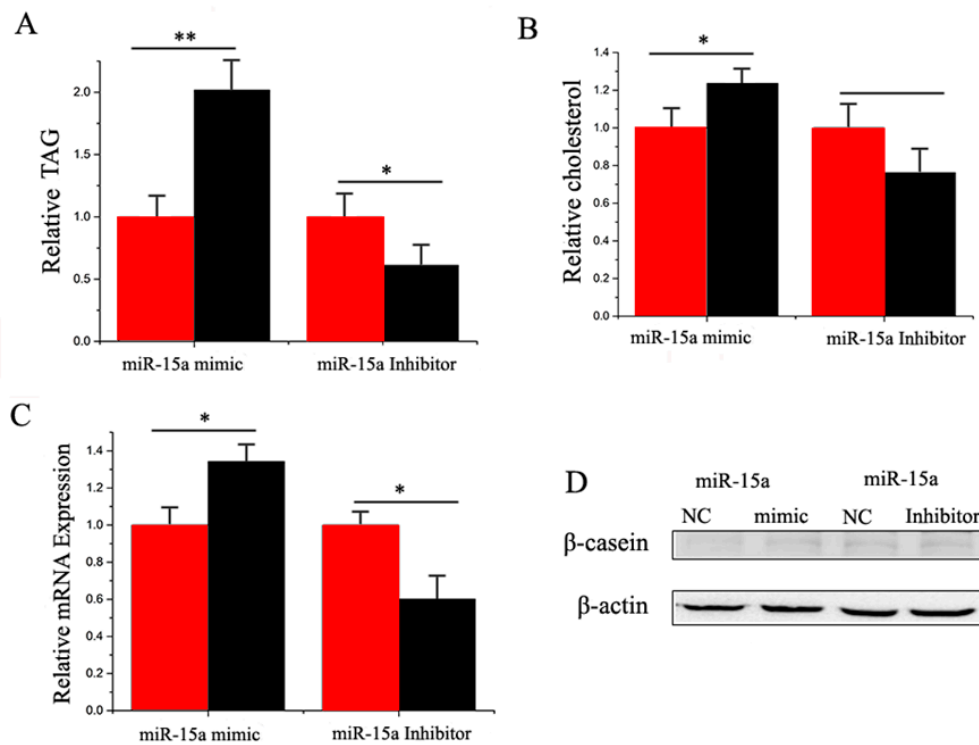 A
**
*
Relative TAG
2.0
1.5
1.0
0.5
0.0
miR-15a mimic
miR-15a Inhibitor
B
*
Relative cholesterol
1.4
1.2
1.0
0.8
0.6
0.4
0.2
0.0
miR-15a mimic
miR-15a Inhibitor
C
*
*
Relative mRNA Expression
1.4
1.2
1.0
0.8
0.6
0.4
0.2
0.0
miR-15a mimic
miR-15a Inhibitor
D
miR-15a miR-15a
NC mimic NC Inhibitor
β-casein
β-actin